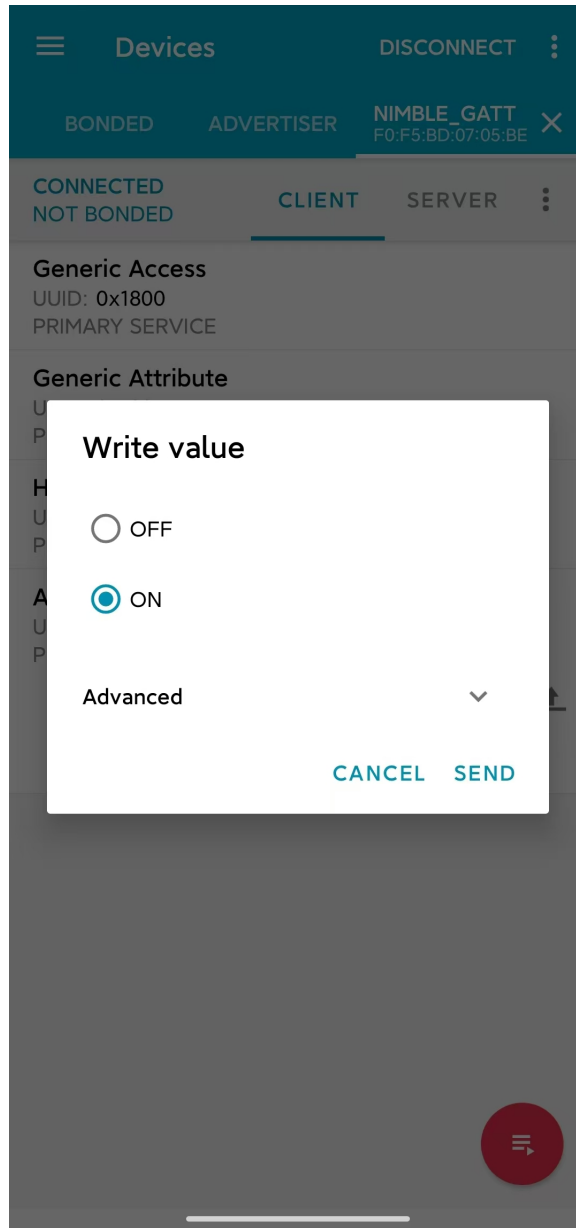 Devices
DISCONNECT
BONDED
ADVERTISER
NIMBLE_GATT
F0:F5:BD:07:05:BE
CONNECTED
NOT BONDED
CLIENT
SERVER
Generic Access
UUID: 0x1800
PRIMARY SERVICE
Generic Attribute
U
P
H
U
P
A
U
P
Write value
OFF
ON
Advanced
CANCEL
SEND